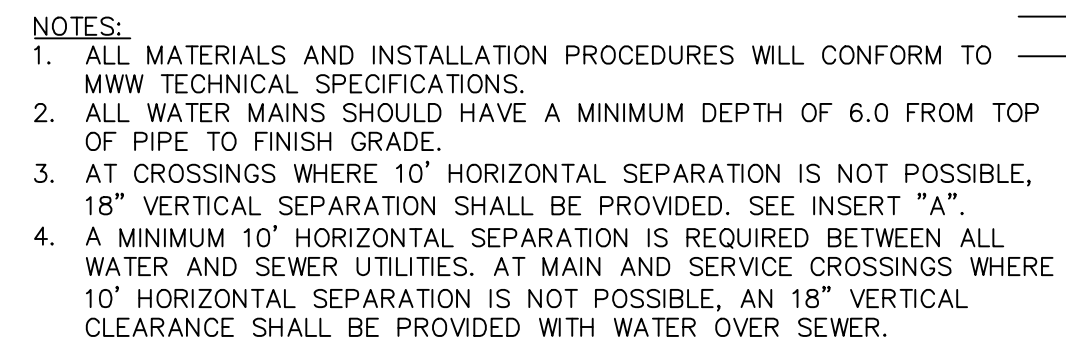 NOTES:
1. ALL MATERIALS AND INSTALLATION PROCEDURES WILL CONFORM TO
MWW TECHNICAL SPECIFICATIONS.
2. ALL WATER MAINS SHOULD HAVE A MINIMUM DEPTH OF 6.0 FROM TOP
OF PIPE TO FINISH GRADE.
3. AT CROSSINGS WHERE 10' HORIZONTAL SEPARATION IS NOT POSSIBLE,
18" VERTICAL SEPARATION SHALL BE PROVIDED. SEE INSERT "A".
4. A MINIMUM 10' HORIZONTAL SEPARATION IS REQUIRED BETWEEN ALL
WATER AND SEWER UTILITIES. AT MAIN AND SERVICE CROSSINGS WHERE
10' HORIZONTAL SEPARATION IS NOT POSSIBLE, AN 18" VERTICAL
CLEARANCE SHALL BE PROVIDED WITH WATER OVER SEWER.